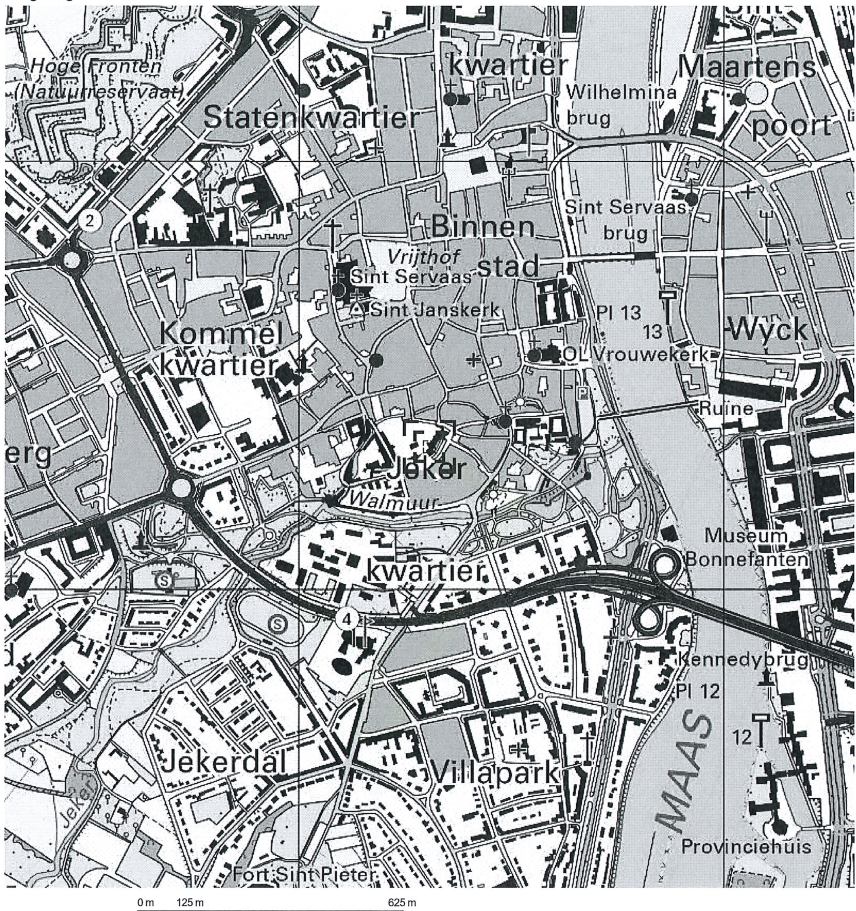 Hoge Fronten
(Natuurreservaat)
kwartier
Maartens
poort
Statenkwartier
Wilhelmina
brug
2
Binnen
stad
Sint Servaas
brug
Vrijthof
Sint Servaas
Sint Janskerk
Pl 13
13
Wyck
Kommel
kwartier
OL Vrouwekerk
P
Ruine
erg
Jeker
Walmuur
kwartier
Museum
Bonnefanten
S
S
4
Kennedybrug
Pl 12
12
MAAS
Jekerdal
Villapark
Jeker
Provinciehuis
Fort Sint Pieter
0 m 125 m 625 m